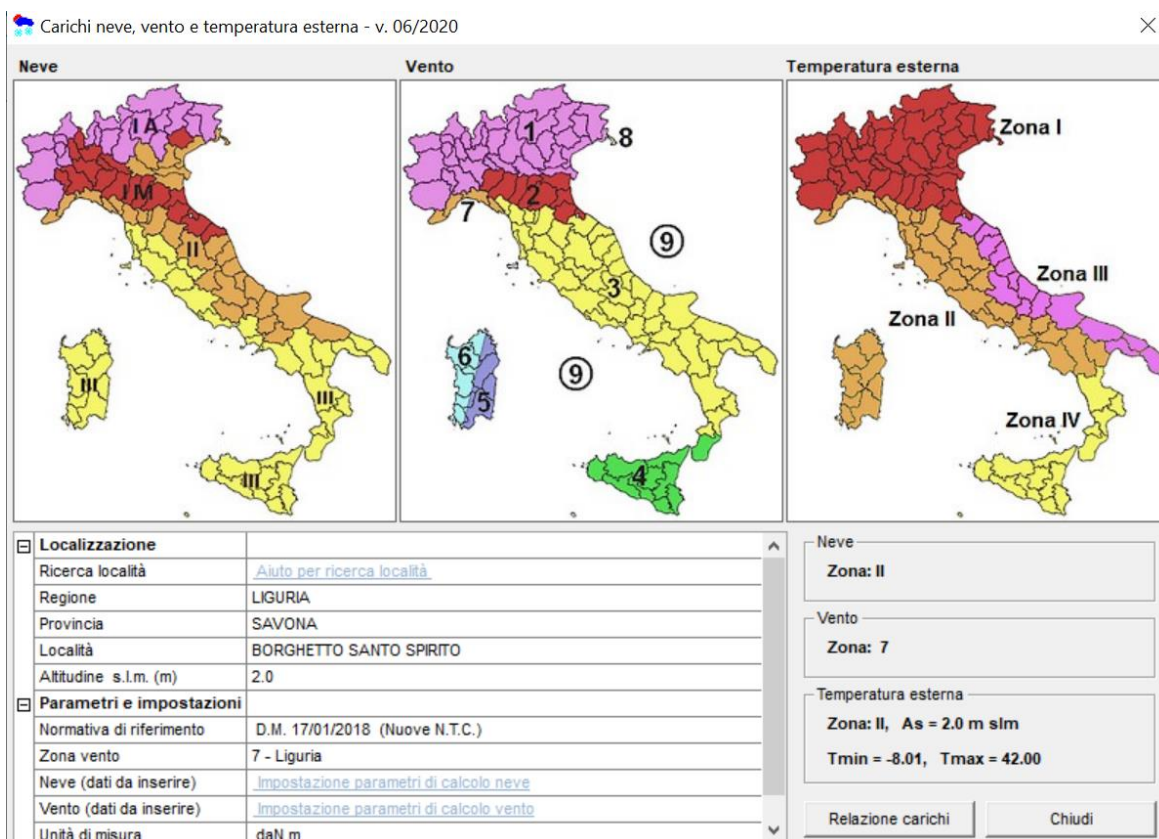 Carichi neve, vento e temperatura esterna - v. 06/2020
Neve
I A
I M
II
III
III
III
Vento
1
8
2
7
9
3
6
9
5
4
Temperatura esterna
Zona I
Zona III
Zona II
Zona IV
Localizzazione
Ricerca località Aiuto per ricerca località
Regione LIGURIA
Provincia SAVONA
Località BORGHETTO SANTO SPIRITO
Altitudine s.l.m. (m) 2.0
Parametri e impostazioni
Normativa di riferimento D.M. 17/01/2018 (Nuove N.T.C.)
Zona vento 7 - Liguria
Neve (dati da inserire) Impostazione parametri di calcolo neve
Vento (dati da inserire) Impostazione parametri di calcolo vento
Unità di misura daN m
Neve
Zona: II
Vento
Zona: 7
Temperatura esterna
Zona: II, As = 2.0 m slm
Tmin = -8.01, Tmax = 42.00
Relazione carichi
Chiudi